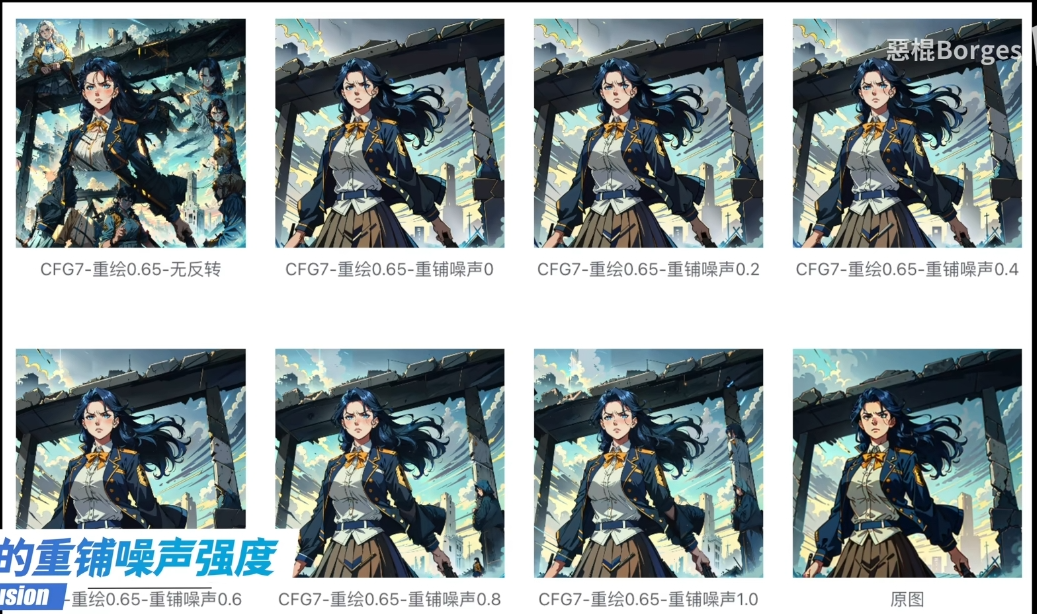 惡棍Borges
CFG7-重绘0.65-无反转
CFG7-重绘0.65-重铺噪声0
CFG7-重绘0.65-重铺噪声0.2
CFG7-重绘0.65-重铺噪声0.4
的重铺噪声强度
usion
-重绘0.65-重铺噪声0.6
CFG7-重绘0.65-重铺噪声0.8
CFG7-重绘0.65-重铺噪声1.0
原图